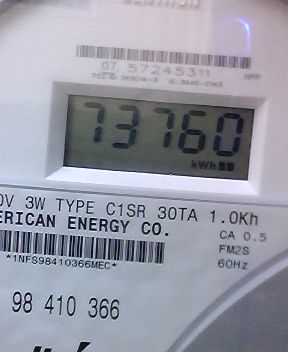 07 57245311
73760
kWh
0V 3W TYPE C1SR 30TA 1.0Kh
ERICAN ENERGY CO.
CA 0.5
FM2S
60Hz
*1NFS98410366MEC*
98 410 366